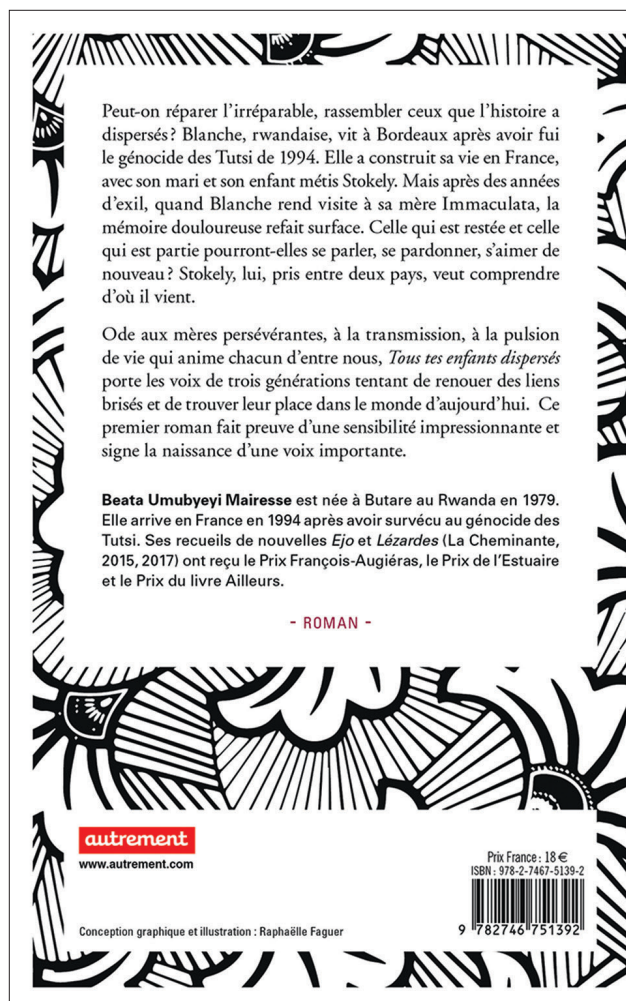 Peut-on réparer l’irréparable, rassembler ceux que l’histoire a
dispersés ? Blanche, rwandaise, vit à Bordeaux après avoir fui
le génocide des Tutsi de 1994. Elle a construit sa vie en France,
avec son mari et son enfant métis Stokely. Mais après des années
d’exil, quand Blanche rend visite à sa mère Immaculata, la
mémoire douloureuse refait surface. Celle qui est restée et celle
qui est partie pourront-elles se parler, se pardonner, s’aimer de
nouveau ? Stokely, lui, pris entre deux pays, veut comprendre
d’où il vient.
Ode aux mères persévérantes, à la transmission, à la pulsion
de vie qui anime chacun d’entre nous, Tous tes enfants dispersés
porte les voix de trois générations tentant de renouer des liens
brisés et de trouver leur place dans le monde d’aujourd’hui. Ce
premier roman fait preuve d’une sensibilité impressionnante et
signe la naissance d’une voix importante.
Beata Umubyeyi Mairesse est née à Butare au Rwanda en 1979.
Elle arrive en France en 1994 après avoir survécu au génocide des
Tutsi. Ses recueils de nouvelles Ejo et Lézardes (La Cheminante,
2015, 2017) ont reçu le Prix François-Augiéras, le Prix de l’Estuaire
et le Prix du livre Ailleurs.
- ROMAN -
autrement
www.autrement.com
Prix France : 18 €
ISBN : 978-2-7467-5139-2
9 782746 751392
Conception graphique et illustration : Raphaëlle Faguer